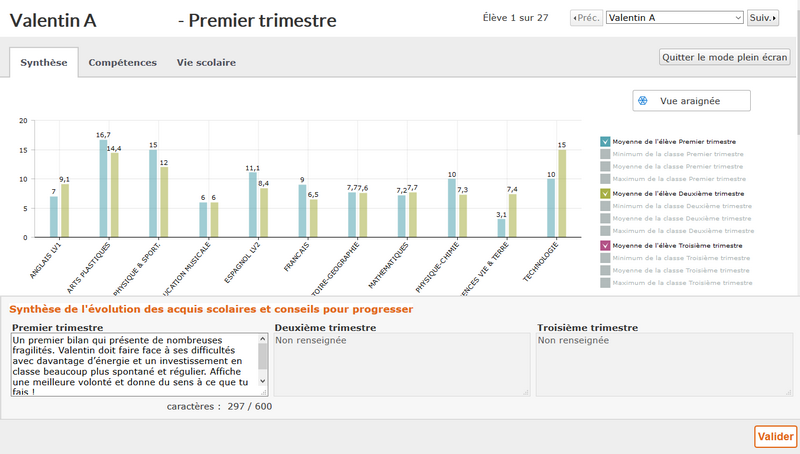 Valentin A - Premier trimestre
Élève 1 sur 27
Préc.
Valentin A
Suiv.
Synthèse
Compétences
Vie scolaire
Quitter le mode plein écran
Vue araignée
20
15
10
5
0
7
9,1
16,7
14,4
15
12
6
6
11,1
8,4
9
6,5
7,7
7,6
7,2
7,7
10
7,3
3,1
7,4
10
15
ANGLAIS LV1
ARTS PLASTIQUES
PHYSIQUE & SPORT.
UCATION MUSICALE
ESPAGNOL LV2
FRANCAIS
TOIRE-GEOGRAPHIE
MATHEMATIQUES
PHYSIQUE-CHIMIE
ENCES VIE & TERRE
TECHNOLOGIE
Moyenne de l'élève Premier trimestre
Minimum de la classe Premier trimestre
Moyenne de la classe Premier trimestre
Maximum de la classe Premier trimestre
Moyenne de l'élève Deuxième trimestre
Minimum de la classe Deuxième trimestre
Moyenne de la classe Deuxième trimestre
Maximum de la classe Deuxième trimestre
Moyenne de l'élève Troisième trimestre
Minimum de la classe Troisième trimestre
Moyenne de la classe Troisième trimestre
Maximum de la classe Troisième trimestre
Synthèse de l'évolution des acquis scolaires et conseils pour progresser
Premier trimestre
Un premier bilan qui présente de nombreuses
fragilités. Valentin doit faire face à ses difficultés
avec davantage d'énergie et un investissement en
classe beaucoup plus spontané et régulier. Affiche
une meilleure volonté et donne du sens à ce que tu
fais !
caractères : 297 / 600
Deuxième trimestre
Non renseignée
Troisième trimestre
Non renseignée
Valider